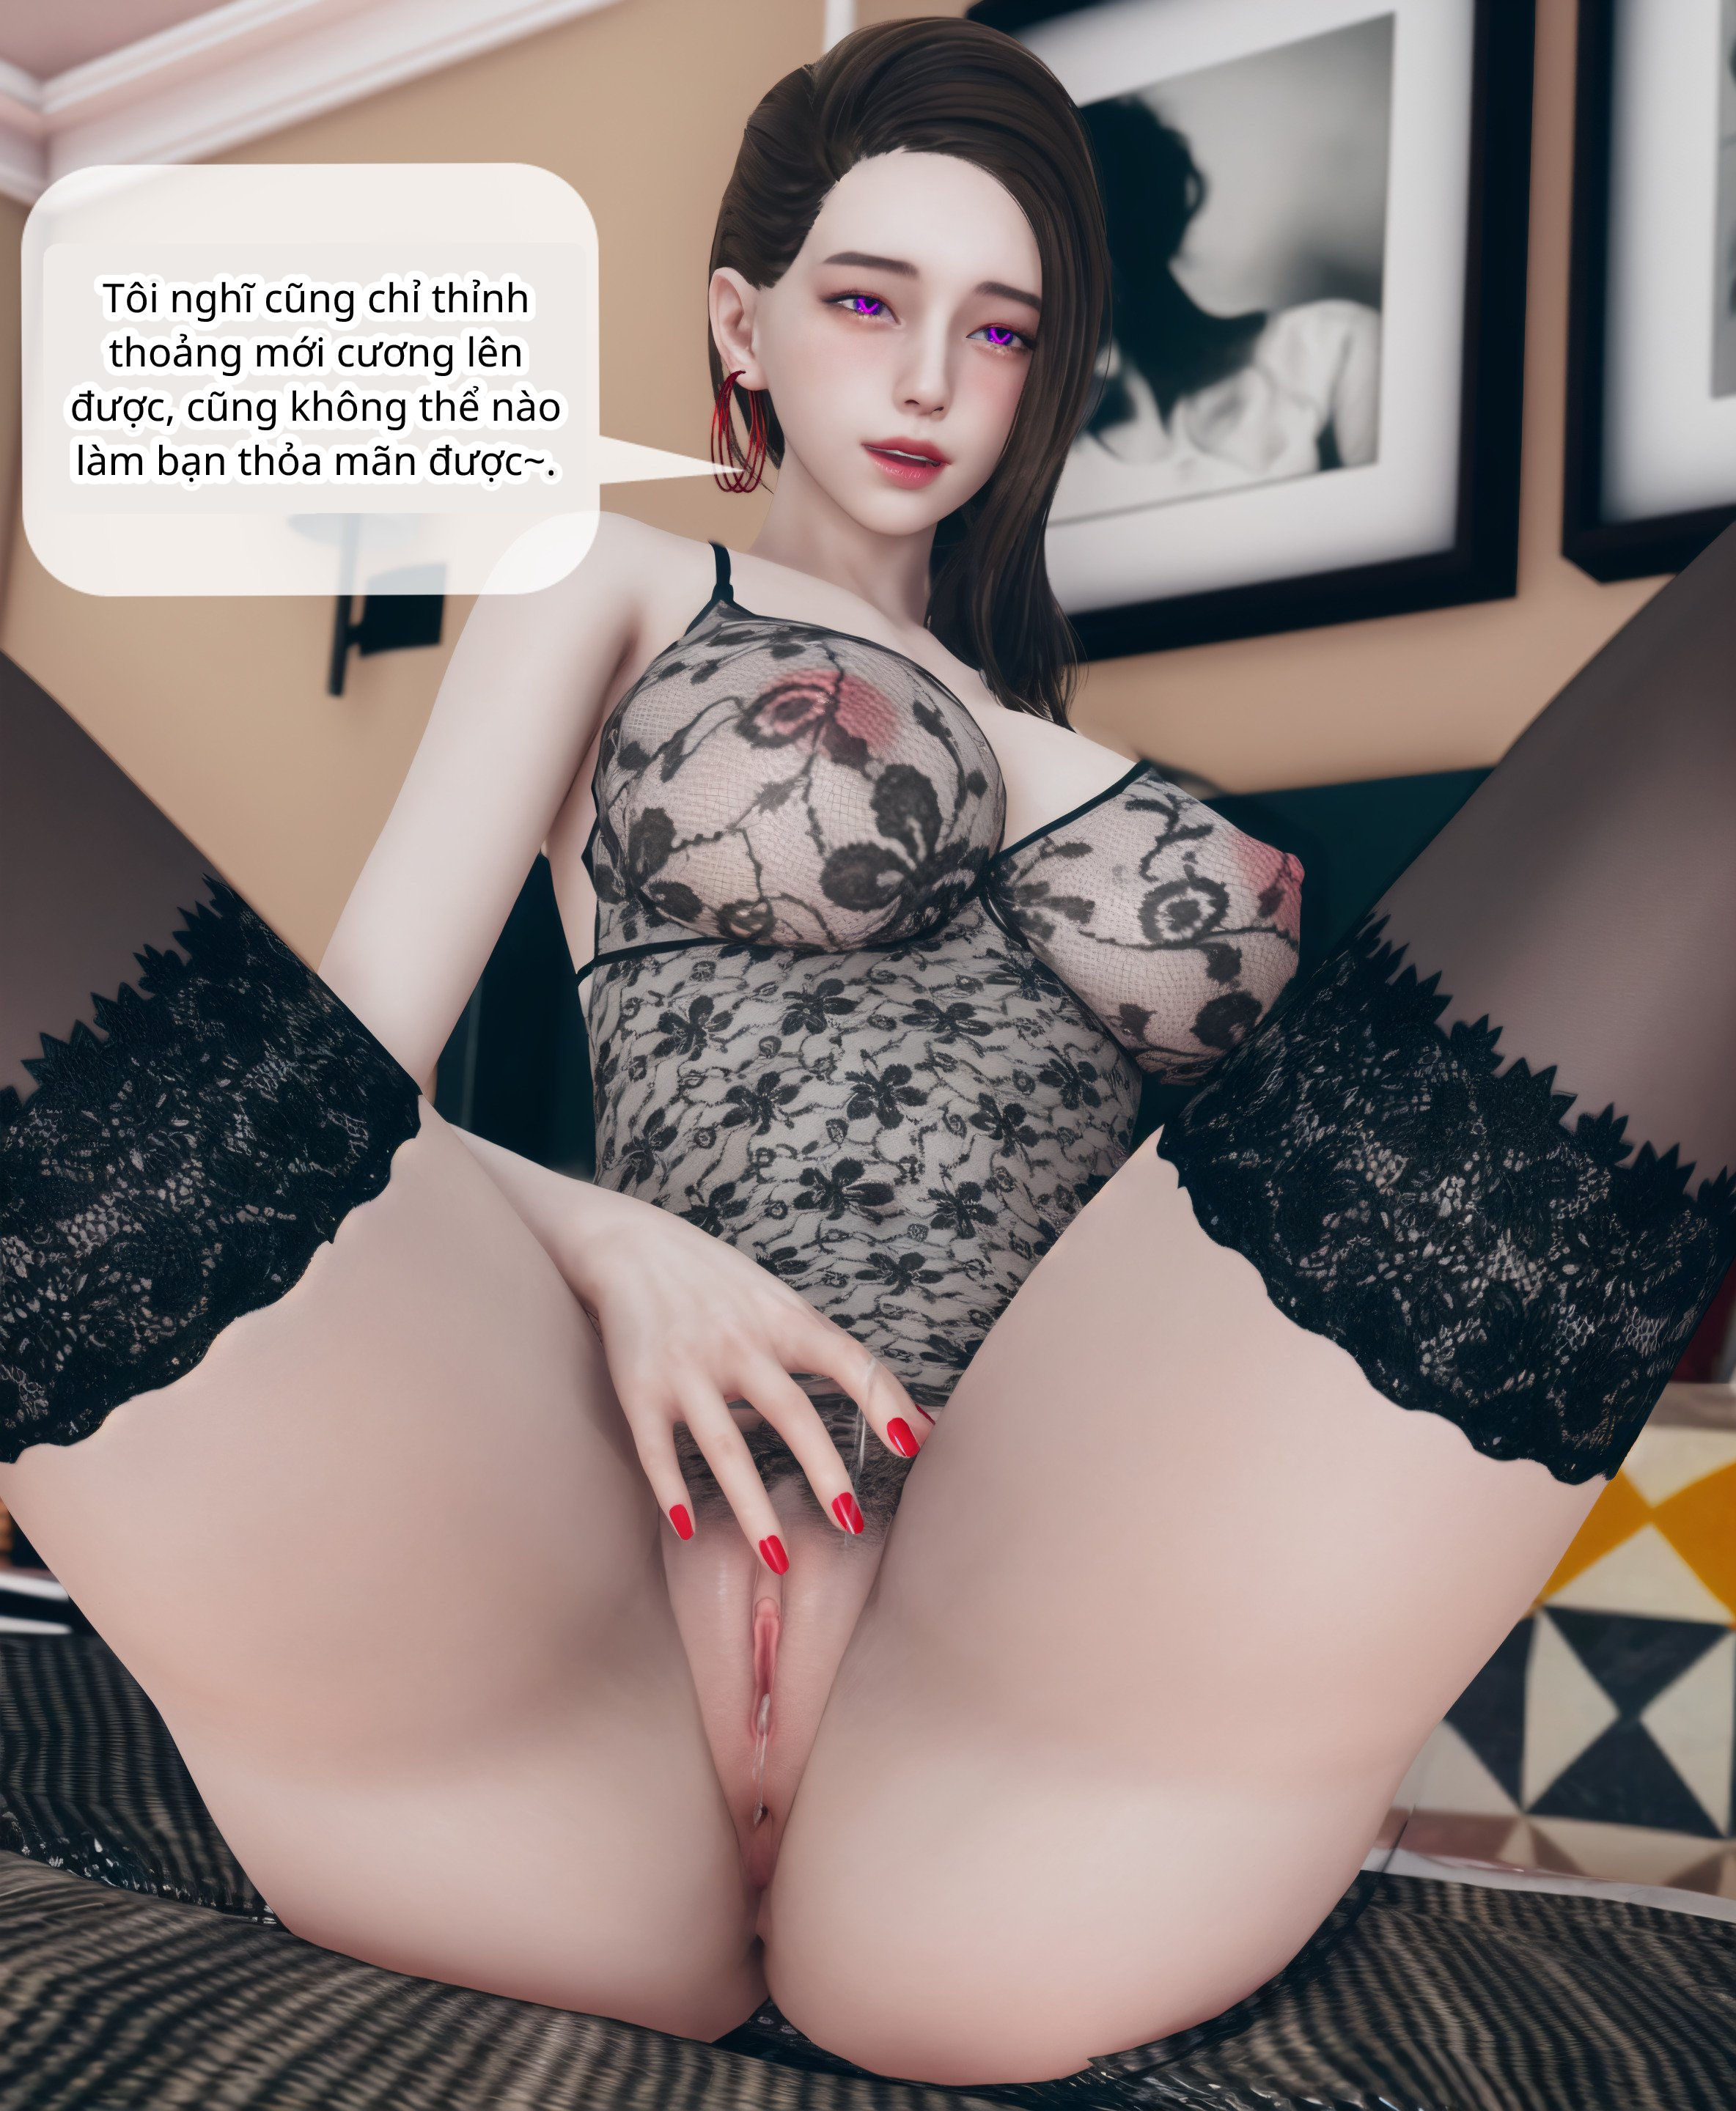 Tôi nghĩ cũng chỉ thỉnh
thoảng mới cương lên
được, cũng không thể nào
làm bạn thỏa mãn được~.